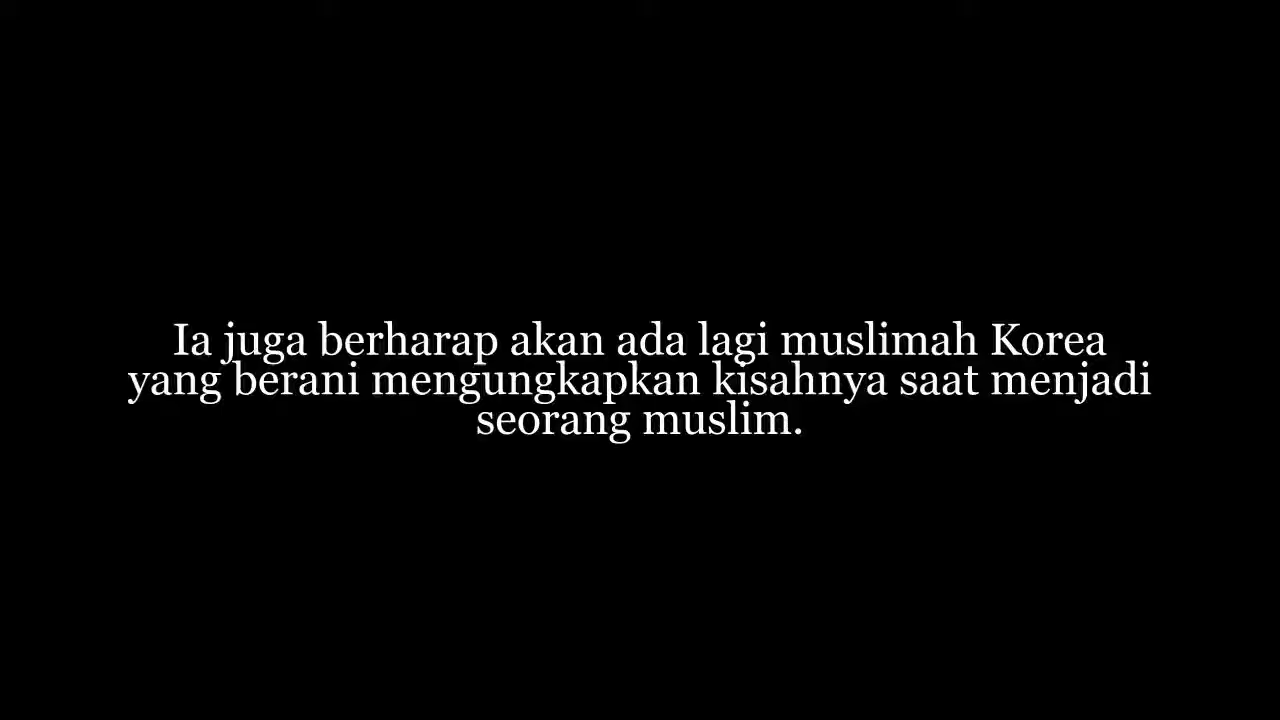 Ia juga berharap akan ada lagi muslimah Korea
yang berani mengungkapkan kisahnya saat menjadi
seorang muslim.